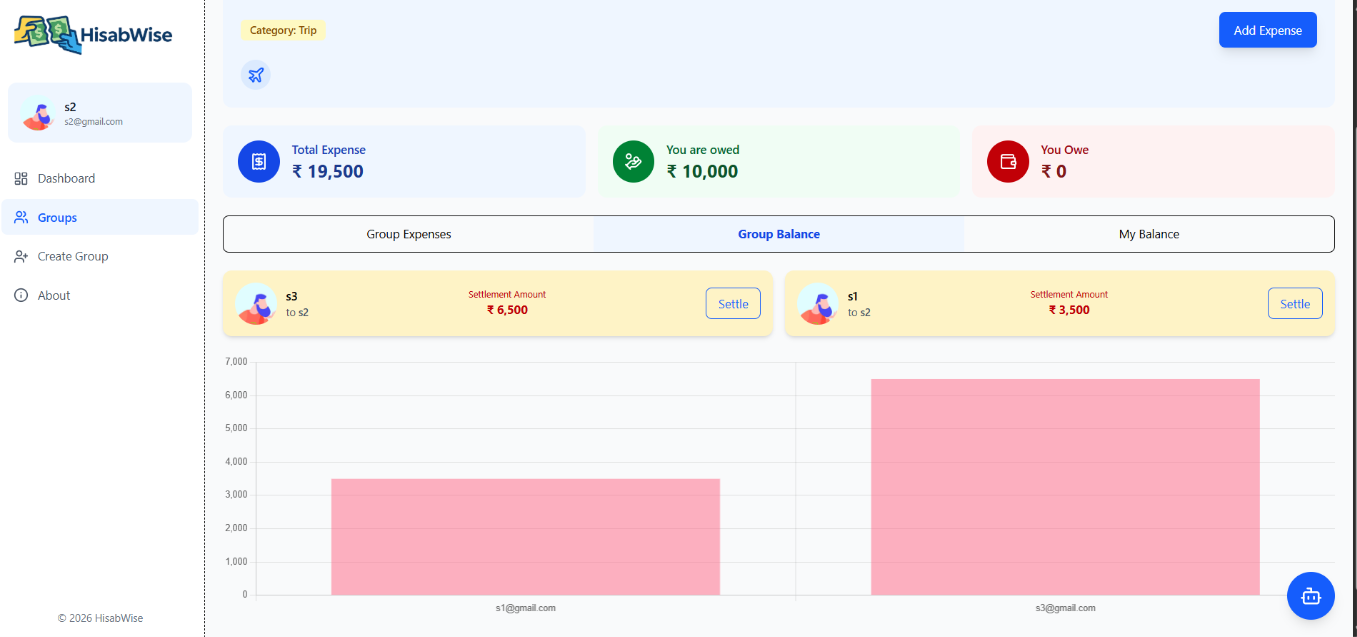 HisabWise
s2
s2@gmail.com
Dashboard
Groups
Create Group
About
© 2026 HisabWise
Category: Trip
Add Expense
Total Expense
₹ 19,500
You are owed
₹ 10,000
You Owe
₹ 0
Group Expenses
Group Balance
My Balance
s3
to s2
Settlement Amount
₹ 6,500
Settle
s1
to s2
Settlement Amount
₹ 3,500
Settle
7,000
6,000
5,000
4,000
3,000
2,000
1,000
0
s1@gmail.com
s3@gmail.com